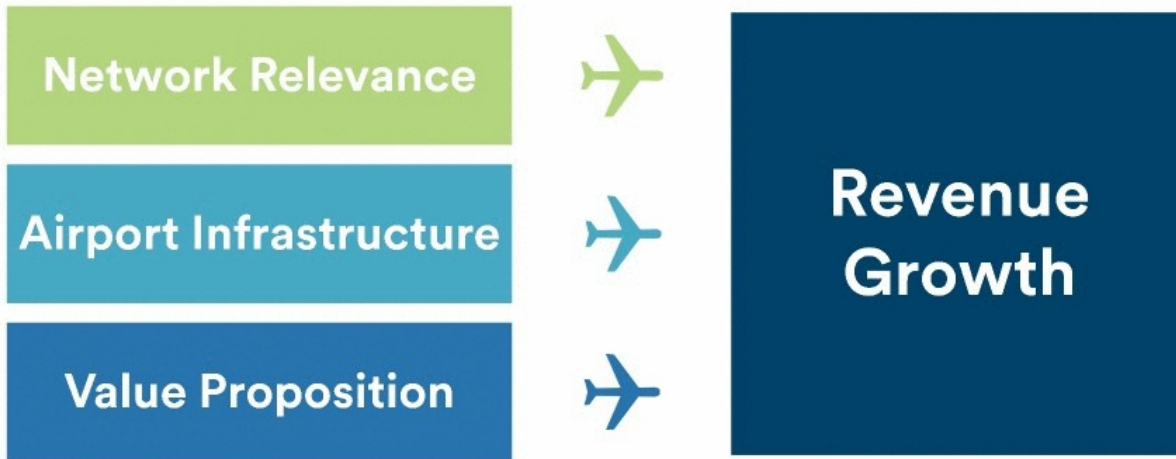 Network Relevance
Airport Infrastructure
Value Proposition
Revenue
Growth